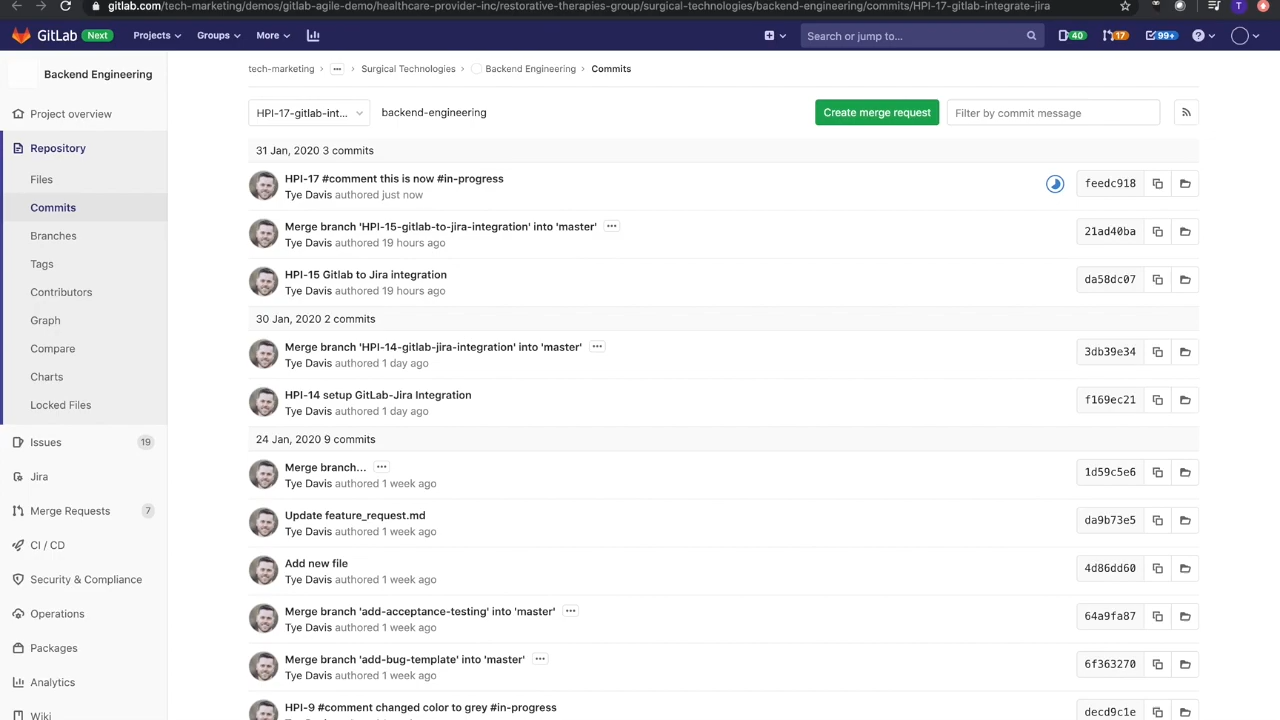 gitlab.com/tech-marketing/demos/gitlab-agile-demo/healthcare-provider-inc/restorative-therapies-group/surgical-technologies/backend-engineering/commits/HPI-17-gitlab-integrate-jira
T
GitLab Next Projects Groups More Search or jump to... 40 17 99+
Backend Engineering
tech-marketing > ... > Surgical Technologies > Backend Engineering > Commits
HPI-17-gitlab-int... backend-engineering Create merge request Filter by commit message
Project overview
Repository
Files
Commits
Branches
Tags
Contributors
Graph
Compare
Charts
Locked Files
Issues 19
Jira
Merge Requests 7
CI / CD
Security & Compliance
Operations
Packages
Analytics
Wiki
31 Jan, 2020 3 commits
HPI-17 #comment this is now #in-progress feedc918
Tye Davis authored just now
Merge branch 'HPI-15-gitlab-to-jira-integration' into 'master' ... 21ad40ba
Tye Davis authored 19 hours ago
HPI-15 Gitlab to Jira integration da58dc07
Tye Davis authored 19 hours ago
30 Jan, 2020 2 commits
Merge branch 'HPI-14-gitlab-jira-integration' into 'master' ... 3db39e34
Tye Davis authored 1 day ago
HPI-14 setup GitLab-Jira Integration f169ec21
Tye Davis authored 1 day ago
24 Jan, 2020 9 commits
Merge branch... ... 1d59c5e6
Tye Davis authored 1 week ago
Update feature_request.md da9b73e5
Tye Davis authored 1 week ago
Add new file 4d86dd60
Tye Davis authored 1 week ago
Merge branch 'add-acceptance-testing' into 'master' ... 64a9fa87
Tye Davis authored 1 week ago
Merge branch 'add-bug-template' into 'master' ... 6f363270
Tye Davis authored 1 week ago
HPI-9 #comment changed color to grey #in-progress decd9c1e